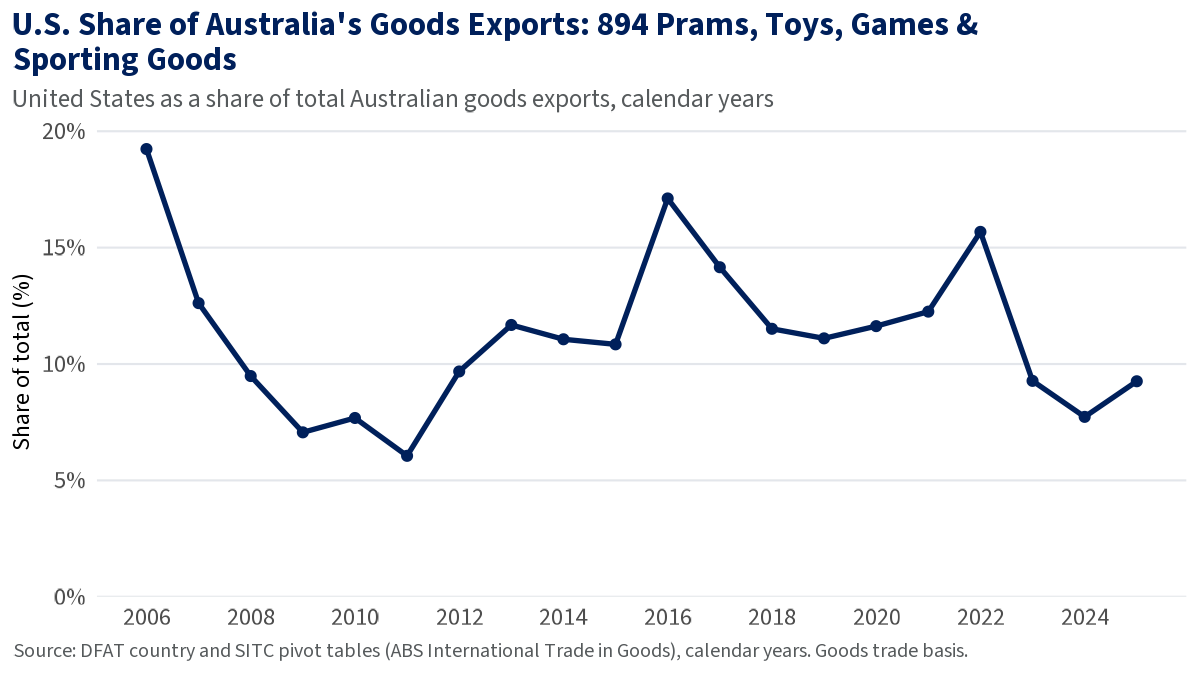 U.S. Share of Australia's Goods Exports: 894 Prams, Toys, Games &
Sporting Goods
United States as a share of total Australian goods exports, calendar years
20%
15%
10%
5%
0%
Share of total (%)
2006 2008 2010 2012 2014 2016 2018 2020 2022 2024
Source: DFAT country and SITC pivot tables (ABS International Trade in Goods), calendar years. Goods trade basis.